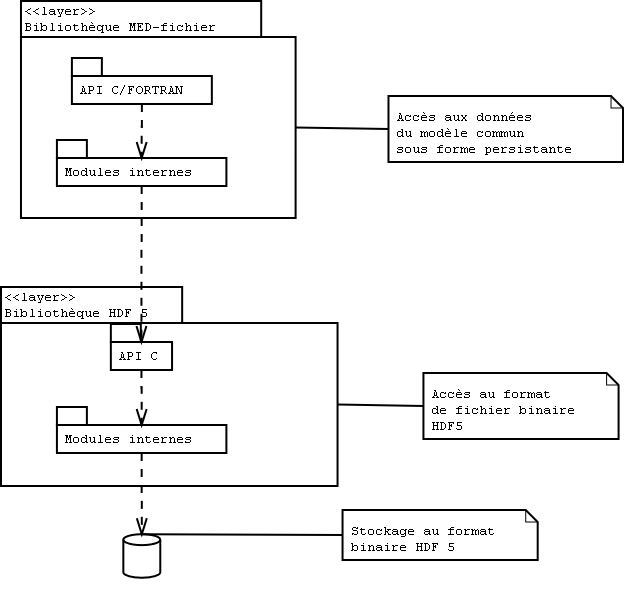 <<layer>>
Bibliothèque MED-fichier
API C/FORTRAN
Accès aux données
du modèle commun
sous forme persistante
Modules internes
<<layer>>
Bibliothèque HDF 5
API C
Accès au format
de fichier binaire
HDF5
Modules internes
Stockage au format
binaire HDF 5